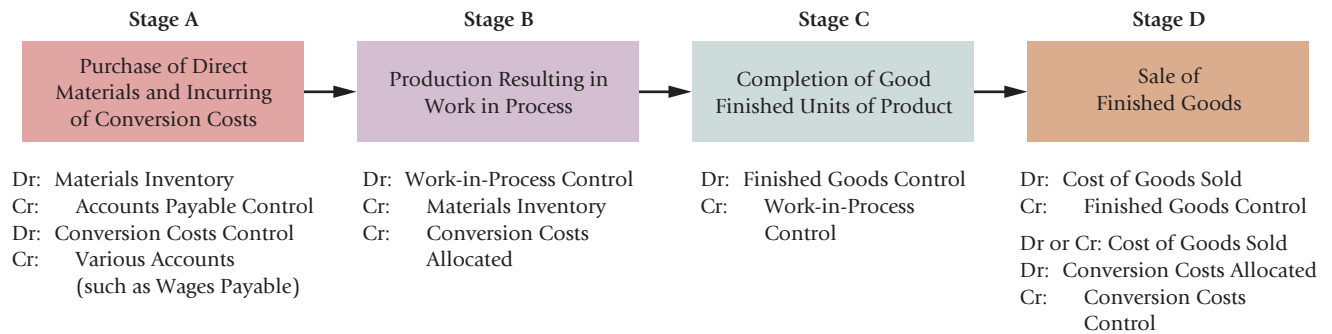 Stage A
Purchase of Direct
Materials and Incurring
of Conversion Costs
Dr: Materials Inventory
Cr: Accounts Payable Control
Dr: Conversion Costs Control
Cr: Various Accounts
(such as Wages Payable)
Stage B
Production Resulting in
Work in Process
Dr: Work-in-Process Control
Cr: Materials Inventory
Cr: Conversion Costs
Allocated
Stage C
Completion of Good
Finished Units of Product
Dr: Finished Goods Control
Cr: Work-in-Process
Control
Stage D
Sale of
Finished Goods
Dr: Cost of Goods Sold
Cr: Finished Goods Control
Dr or Cr: Cost of Goods Sold
Dr: Conversion Costs Allocated
Cr: Conversion Costs
Control